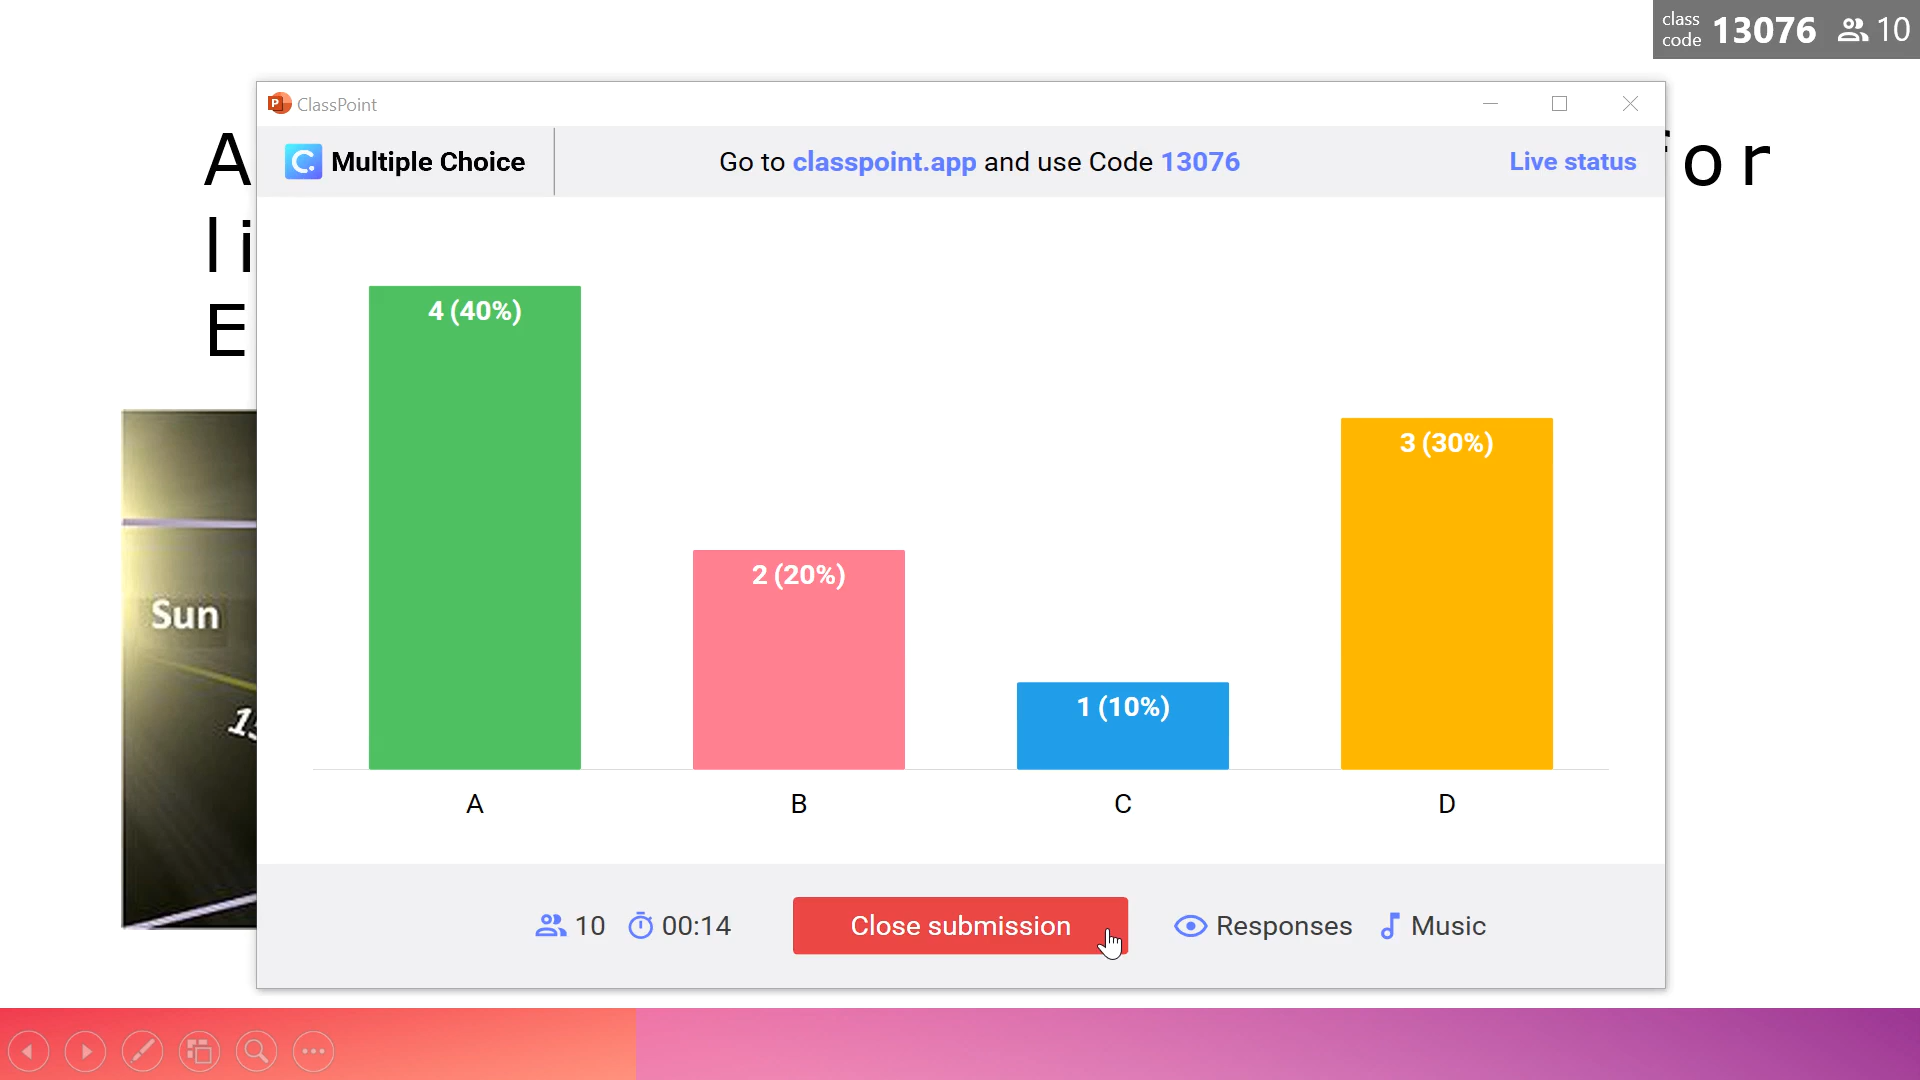 class code 13076 10
ClassPoint
Multiple Choice
Go to classpoint.app and use Code 13076
Live status
A
or
li
E
4 (40%)
2 (20%)
1 (10%)
3 (30%)
Sun
A B C D
10 00:14 Close submission Responses Music